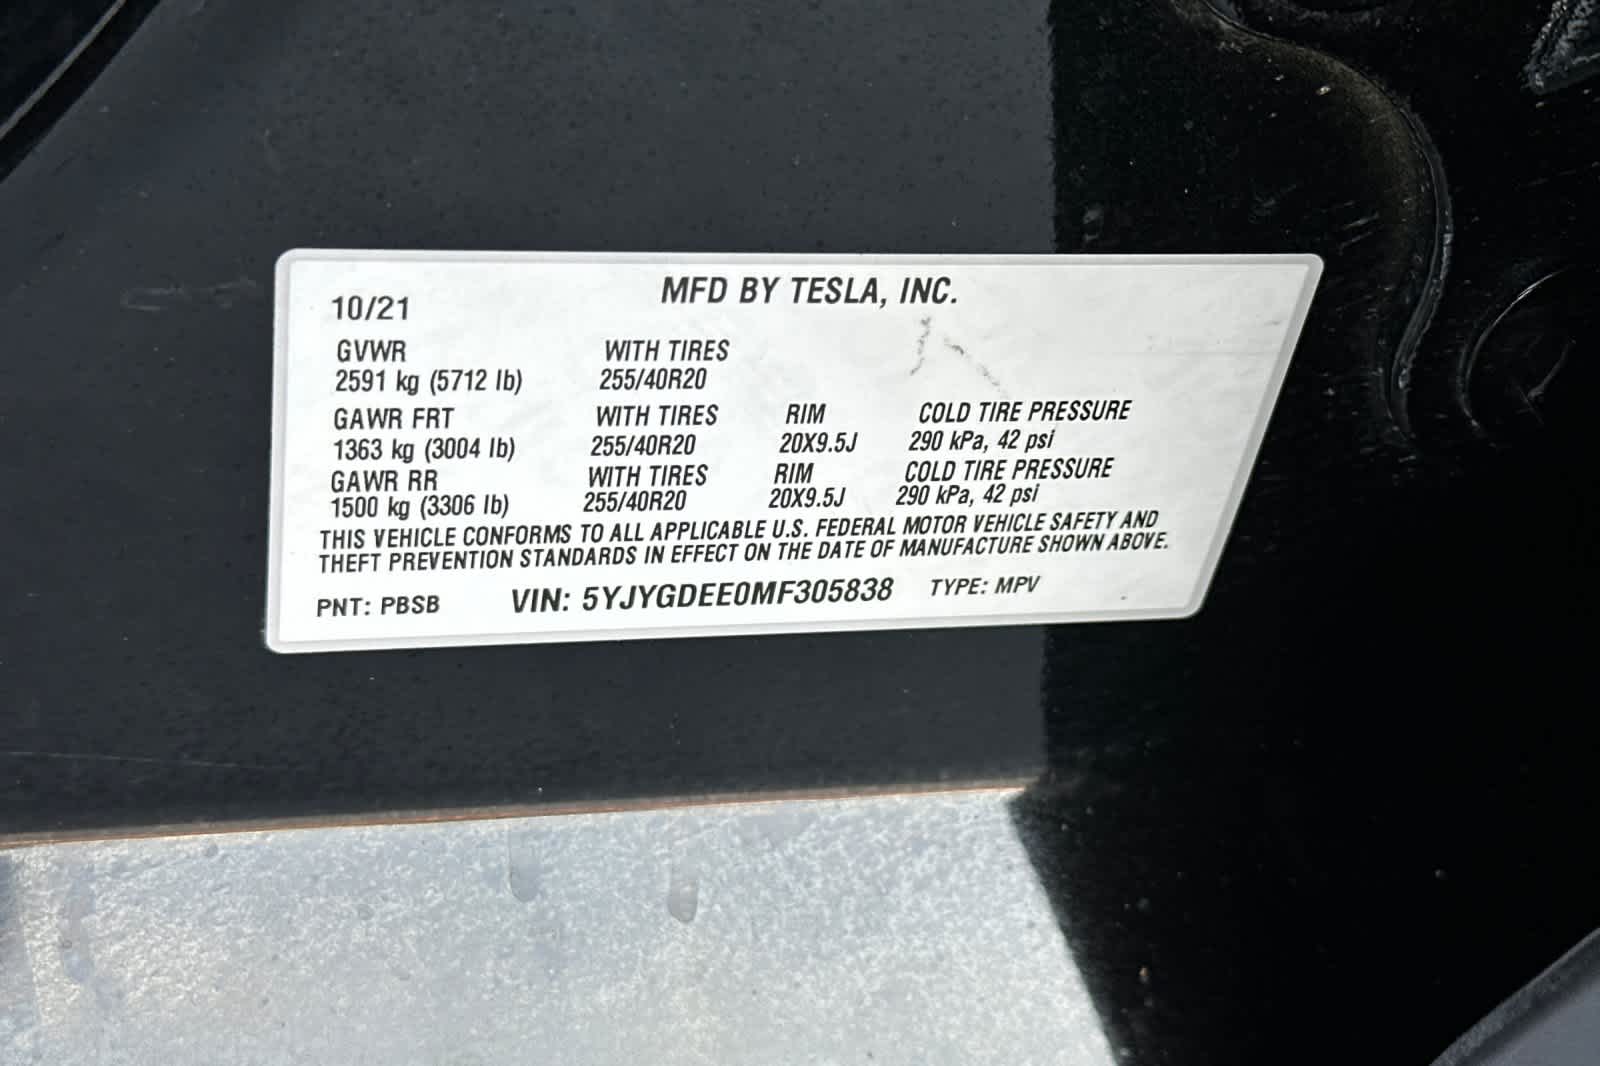 MFD BY TESLA, INC.
10/21
GVWR WITH TIRES
2591 kg (5712 lb) 255/40R20
GAWR FRT WITH TIRES RIM COLD TIRE PRESSURE
1363 kg (3004 lb) 255/40R20 20X9.5J 290 kPa, 42 psi
GAWR RR WITH TIRES RIM COLD TIRE PRESSURE
1500 kg (3306 lb) 255/40R20 20X9.5J 290 kPa, 42 psi
THIS VEHICLE CONFORMS TO ALL APPLICABLE U.S. FEDERAL MOTOR VEHICLE SAFETY AND
THEFT PREVENTION STANDARDS IN EFFECT ON THE DATE OF MANUFACTURE SHOWN ABOVE.
PNT: PBSB VIN: 5YJYGDEE0MF305838 TYPE: MPV